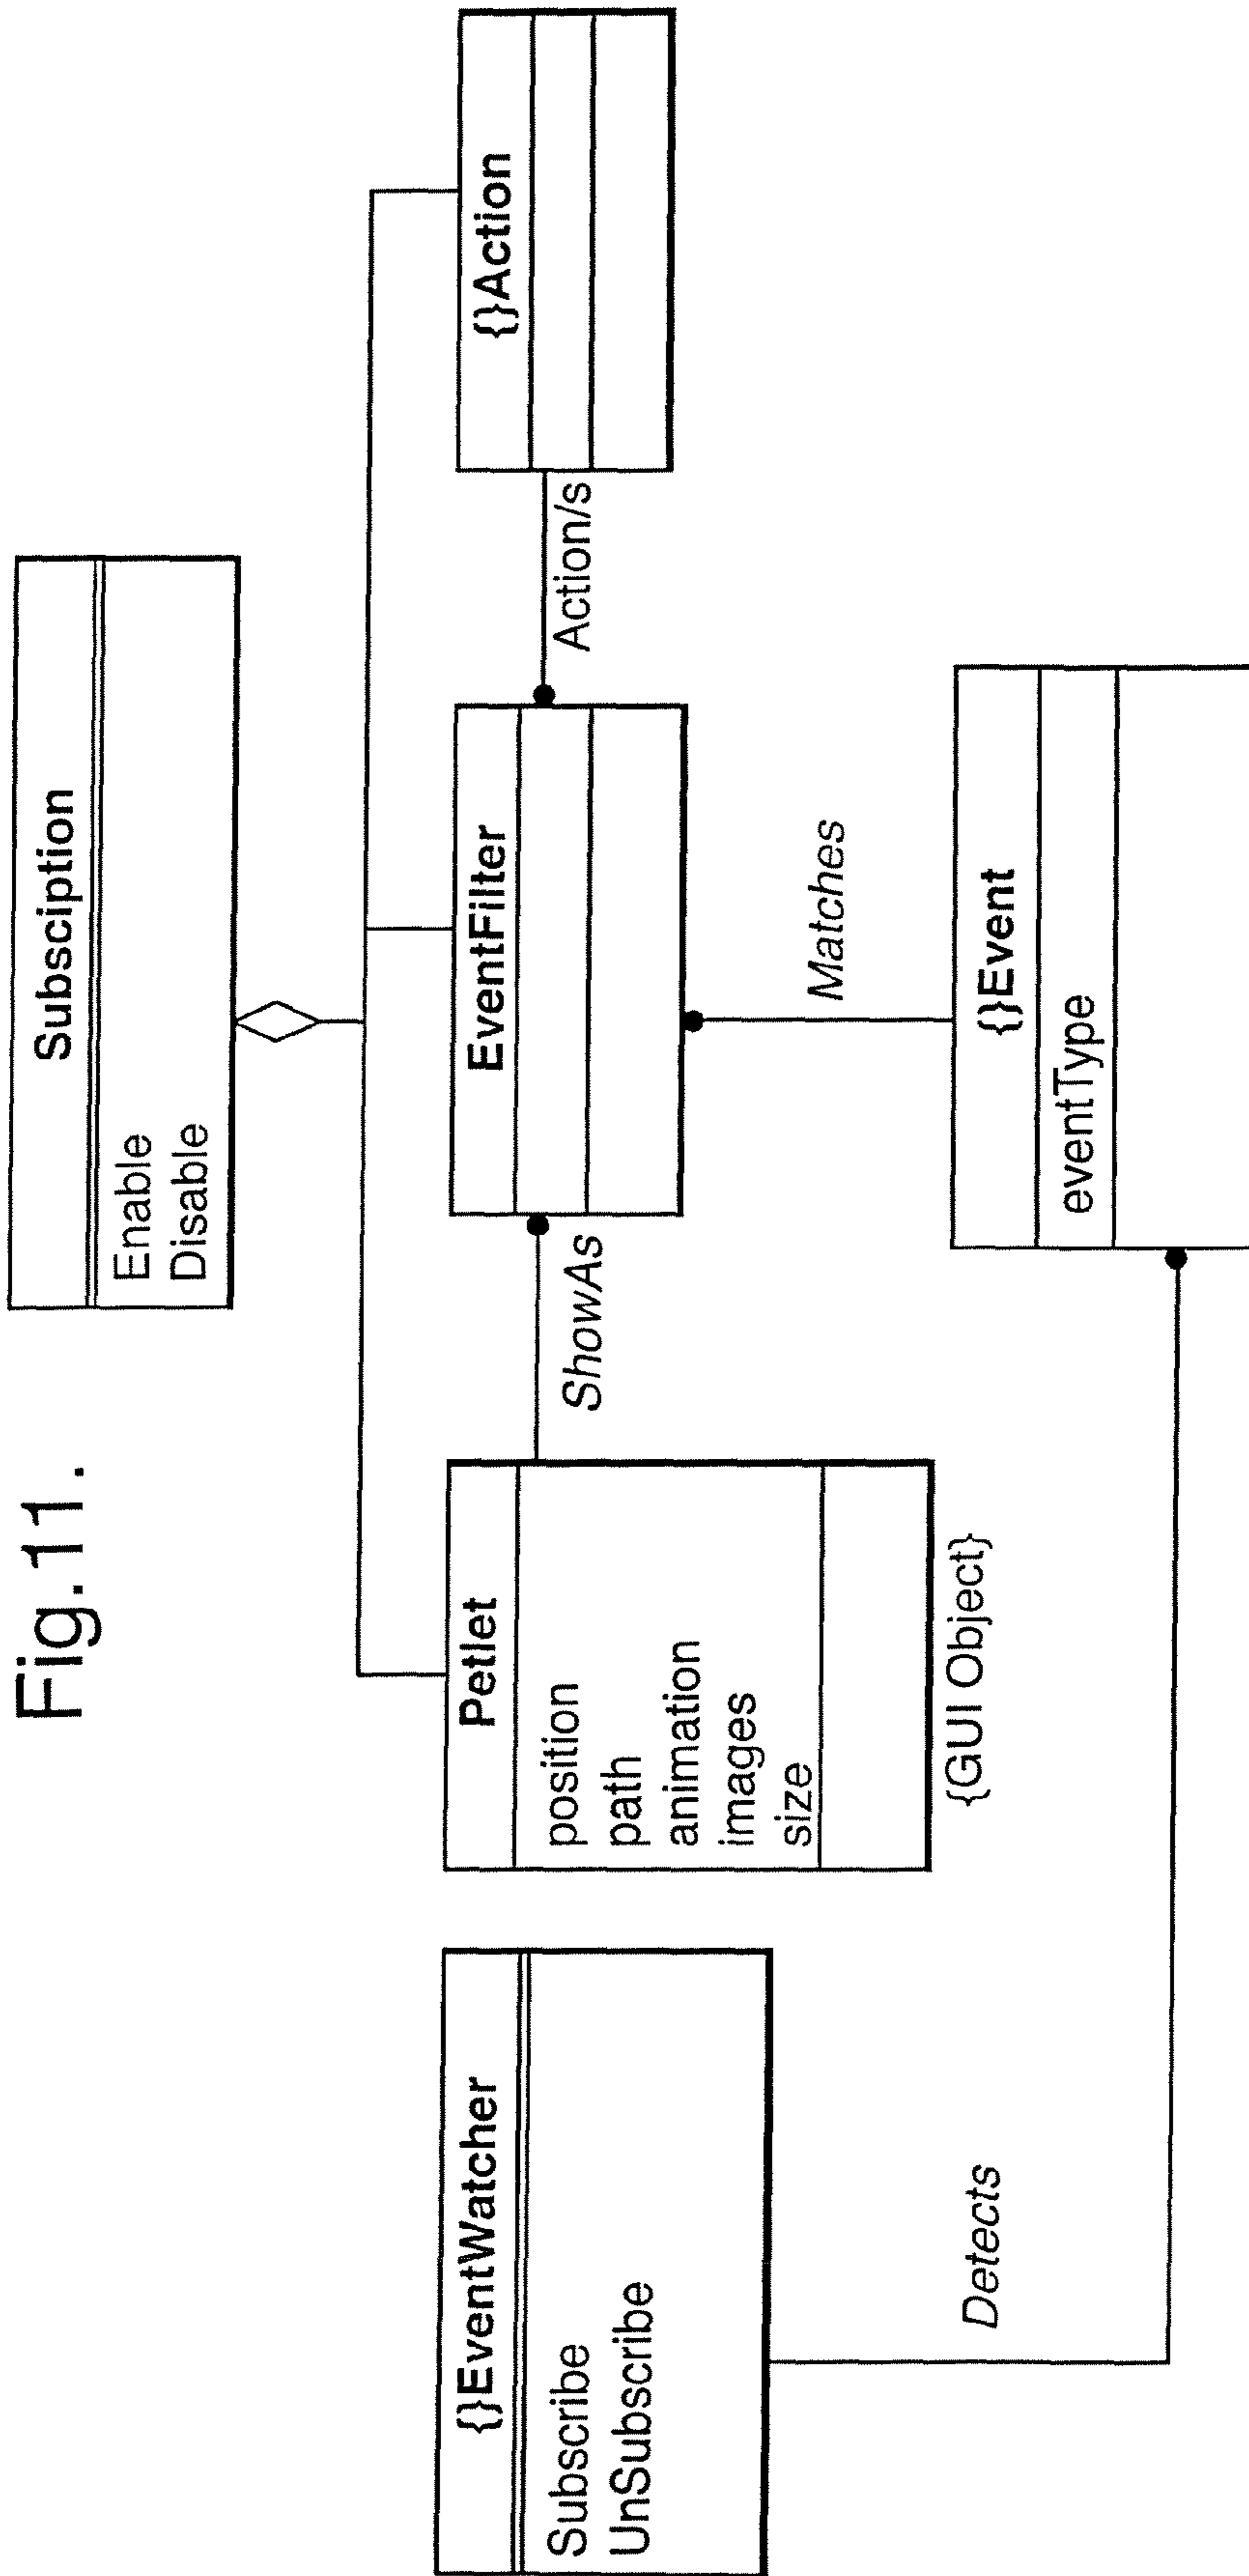 Fig.11.
Subsciption
Enable
Disable
{}EventWatcher
Subscribe
UnSubscribe
Petlet
position
path
animation
images
size
{GUI Object}
ShowAs
EventFilter
Action/s
{}Action
Matches
Detects
{}Event
eventType